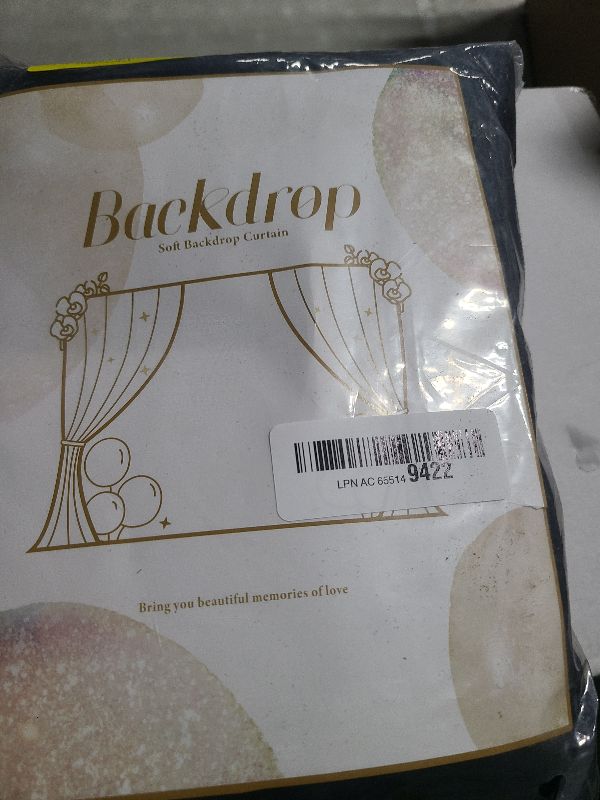 Backdrop
Soft Backdrop Curtain
LPN AC 65514 9422
Bring you beautiful memories of love